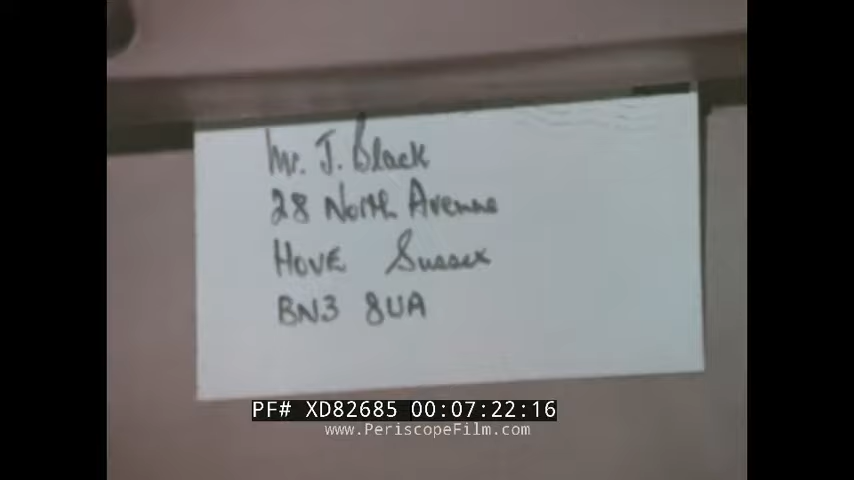 Mr. J. Black
28 North Avenue
HOVE Sussex
BN3 8UA
PF# XD82685 00:07:22:16
www.PeriscopeFilm.com